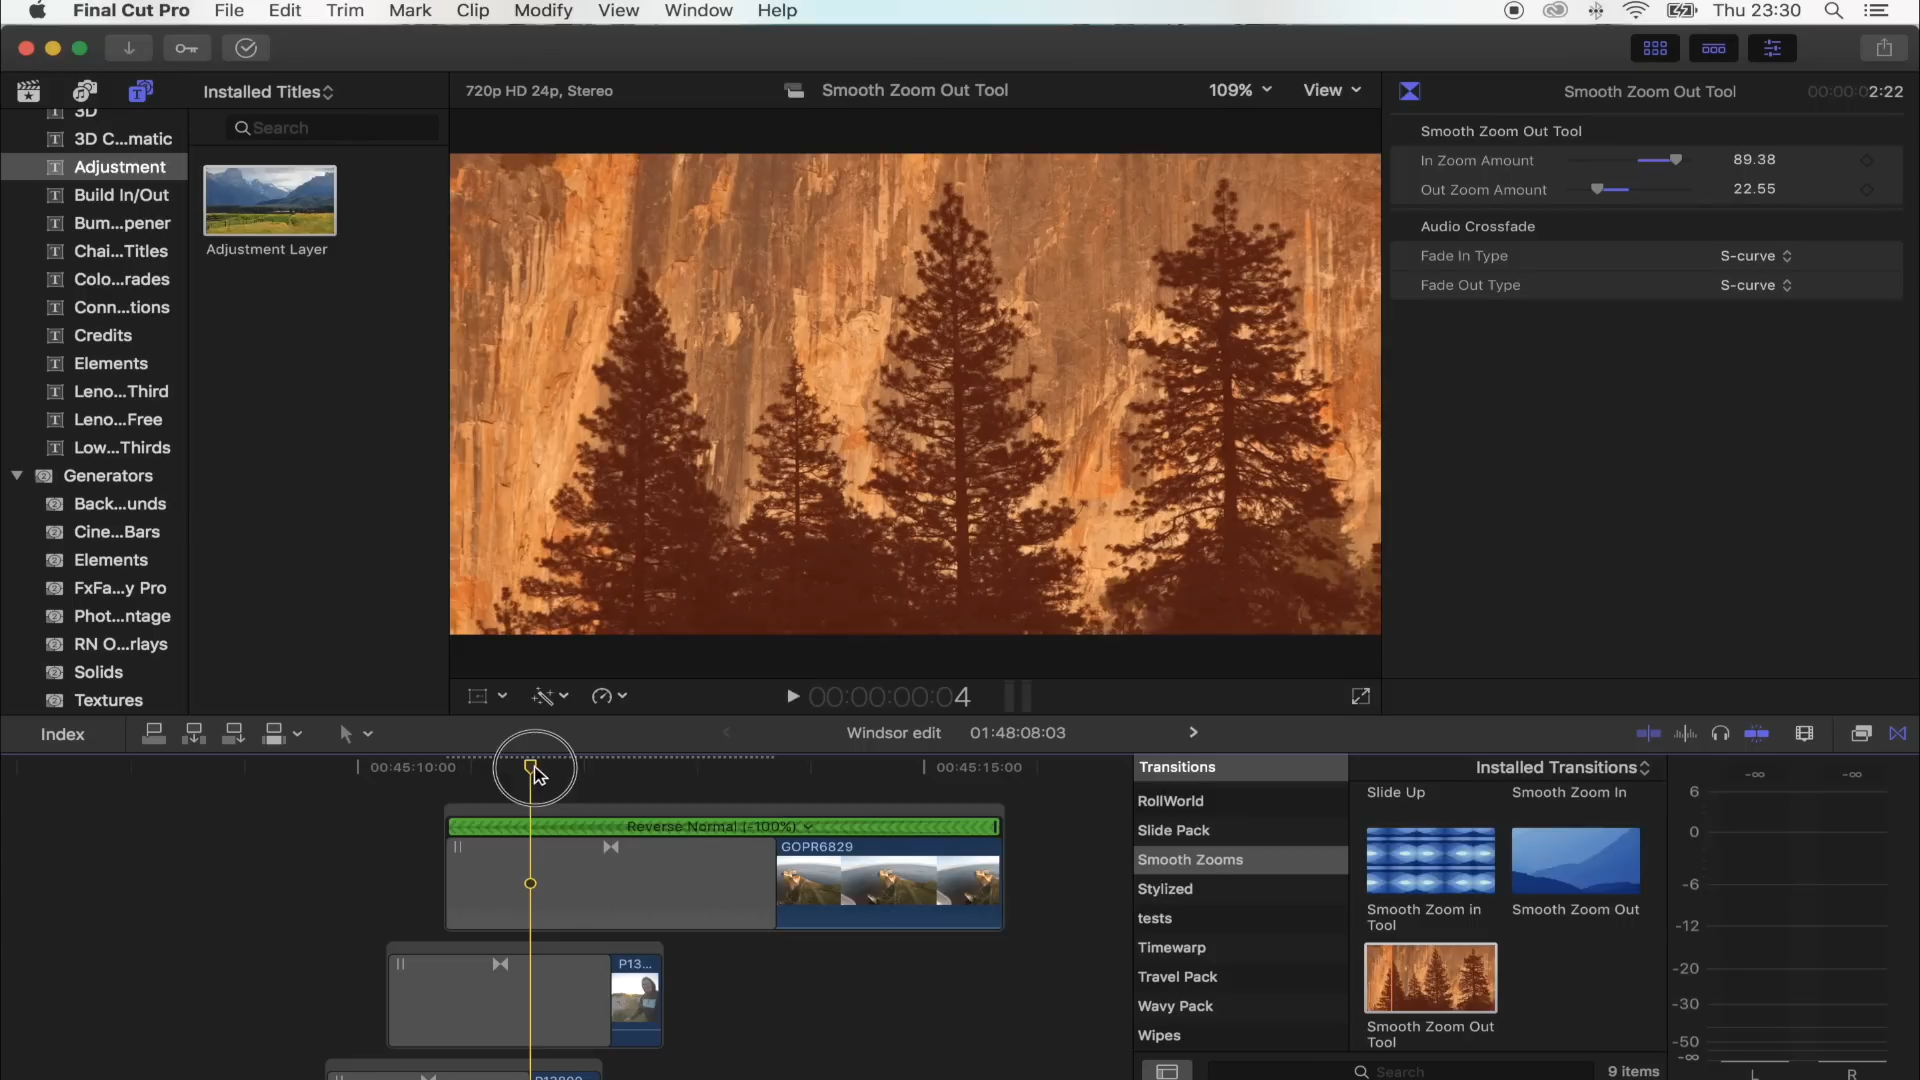 Final Cut Pro File Edit Trim Mark Clip Modify View Window Help Thu 23:30
Installed Titles
720p HD 24p, Stereo
Smooth Zoom Out Tool
109%
View
Smooth Zoom Out Tool
00:00:02:22
Search
3D
3D C...matic
Adjustment
Build In/Out
Bum...pener
Chai...Titles
Colo...rades
Conn...tions
Credits
Elements
Leno...Third
Leno...Free
Low...Thirds
Generators
Back...unds
Cine...Bars
Elements
FxFa...y Pro
Phot...ntage
RN O...rlays
Solids
Textures
Adjustment Layer
Smooth Zoom Out Tool
In Zoom Amount 89.38
Out Zoom Amount 22.55
Audio Crossfade
Fade In Type S-curve
Fade Out Type S-curve
00:00:00:04
Index
Windsor edit 01:48:08:03
00:45:10:00
00:45:15:00
Reverse Normal (-100%)
GOPR6829
P13...
Transitions
RollWorld
Slide Pack
Smooth Zooms
Stylized
tests
Timewarp
Travel Pack
Wavy Pack
Wipes
Installed Transitions
Slide Up
Smooth Zoom In
Smooth Zoom in
Tool
Smooth Zoom Out
Smooth Zoom Out
Tool
Search
9 items
-∞ -∞
6
0
-6
-12
-20
-30
-50
-∞
L R